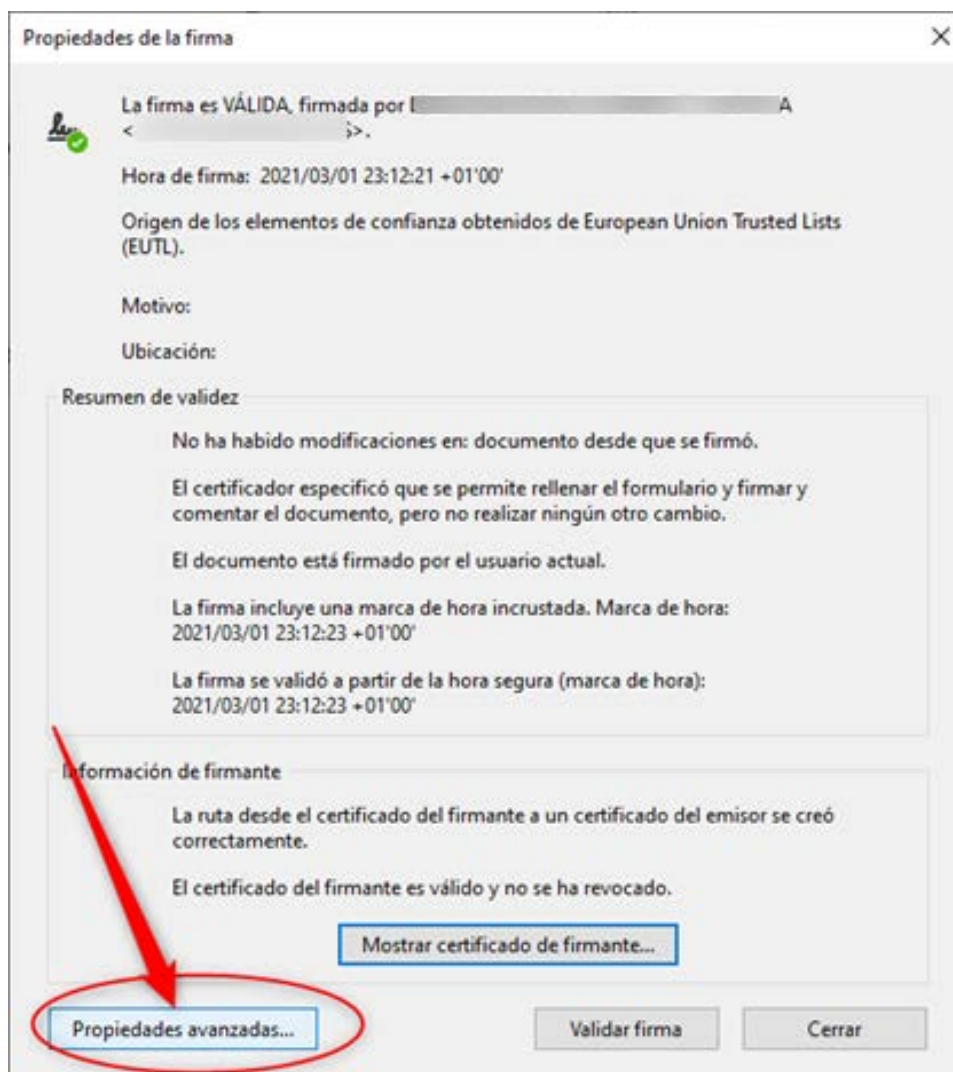 Propiedades de la firma
La firma es VÁLIDA, firmada por A
< >.
Hora de firma: 2021/03/01 23:12:21 +01'00'
Origen de los elementos de confianza obtenidos de European Union Trusted Lists
(EUTL).
Motivo:
Ubicación:
Resumen de validez
No ha habido modificaciones en: documento desde que se firmó.
El certificador especificó que se permite rellenar el formulario y firmar y
comentar el documento, pero no realizar ningún otro cambio.
El documento está firmado por el usuario actual.
La firma incluye una marca de hora incrustada. Marca de hora:
2021/03/01 23:12:23 +01'00'
La firma se validó a partir de la hora segura (marca de hora):
2021/03/01 23:12:23 +01'00'
Información de firmante
La ruta desde el certificado del firmante a un certificado del emisor se creó
correctamente.
El certificado del firmante es válido y no se ha revocado.
Mostrar certificado de firmante...
Propiedades avanzadas... Validar firma Cerrar